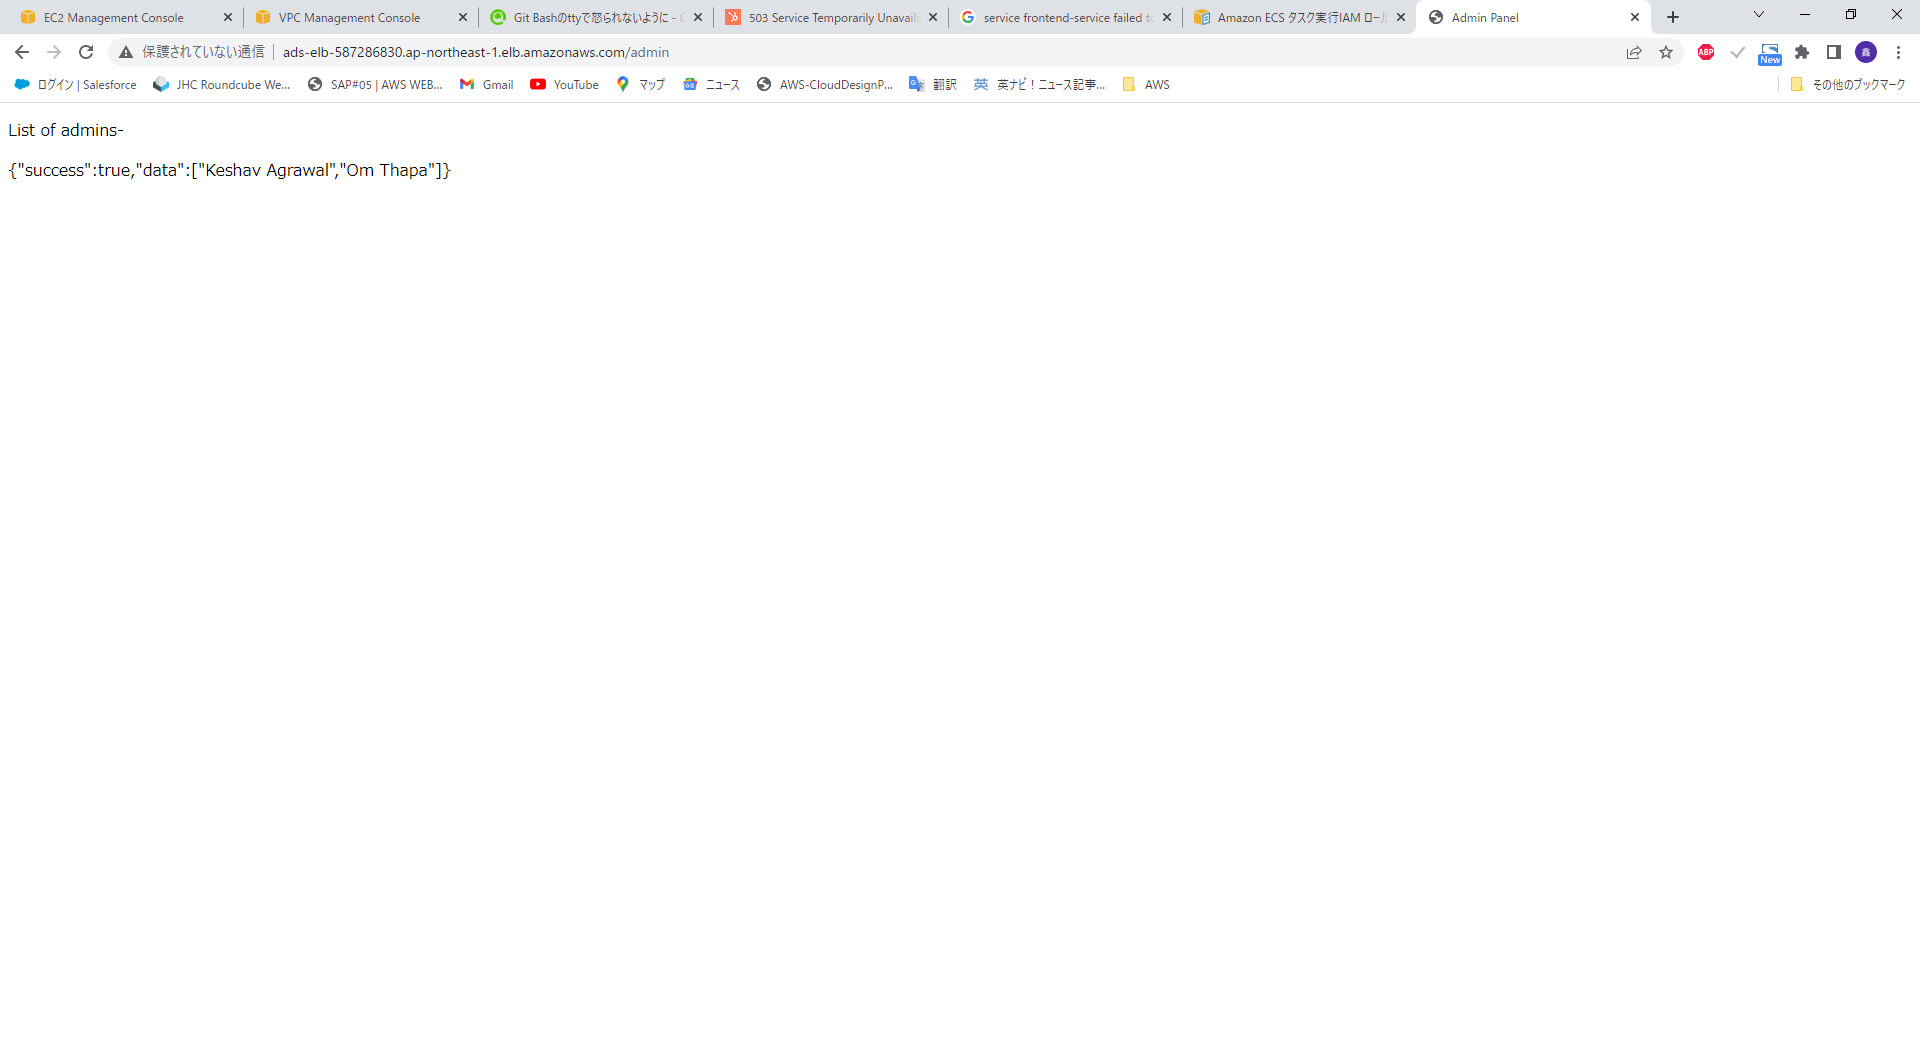 EC2 Management Console
VPC Management Console
Git Bashのttyで怒られないように -
503 Service Temporarily Unavaila
service frontend-service failed to
Amazon ECS タスク実行IAM ロール
Admin Panel
保護されていない通信
ads-elb-587286830.ap-northeast-1.elb.amazonaws.com/admin
ABP
New
ログイン | Salesforce
JHC Roundcube We...
SAP#05 | AWS WEB...
Gmail
YouTube
マップ
ニュース
AWS-CloudDesignP...
翻訳
英 英ナビ！ニュース記事...
AWS
その他のブックマーク
List of admins-
{"success":true,"data":["Keshav Agrawal","Om Thapa"]}